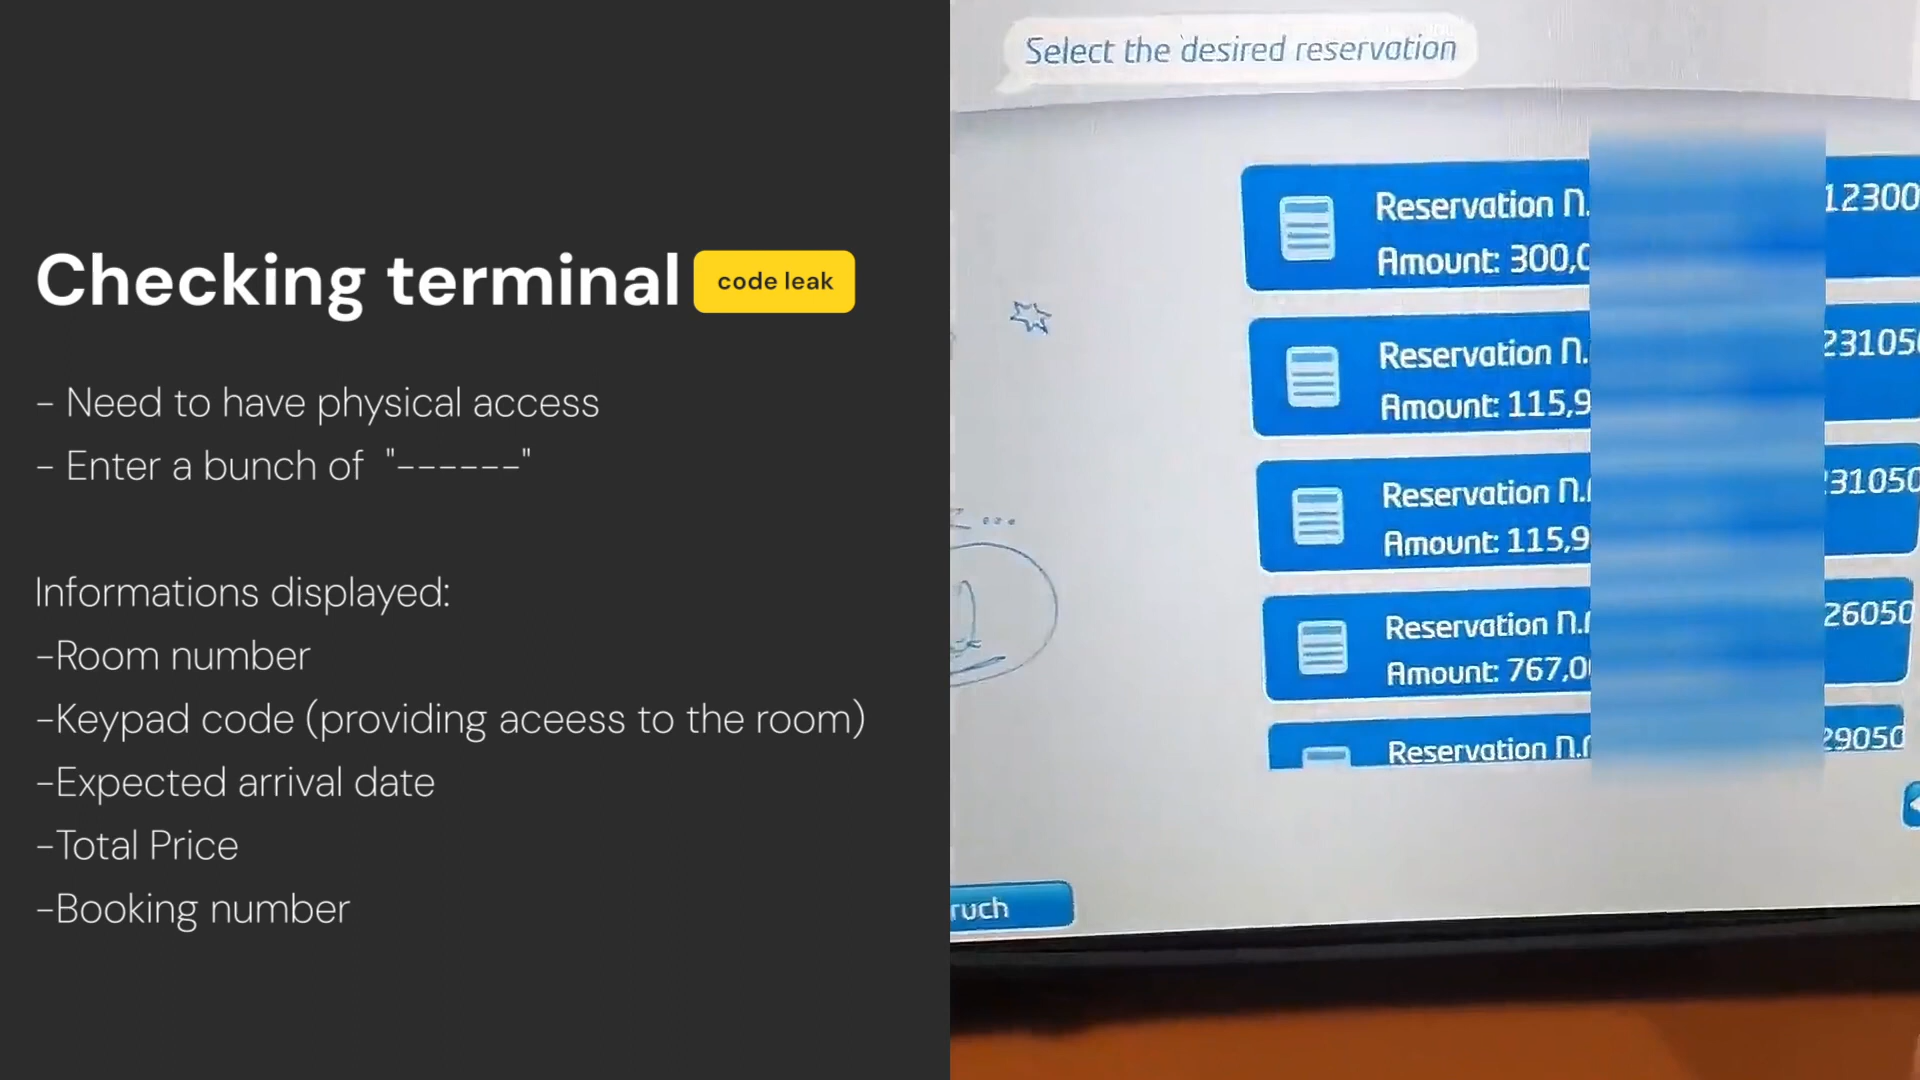 Checking terminal code leak
- Need to have physical access
- Enter a bunch of "------"
Informations displayed:
-Room number
-Keypad code (providing aceess to the room)
-Expected arrival date
-Total Price
-Booking number
Select the desired reservation
Reservation N. 12300
Amount: 300,0
Reservation N. 23105
Amount: 115,9
Reservation N. 31050
Amount: 115,9
Reservation N. 26050
Amount: 767,0
Reservation N. 29050
ruch